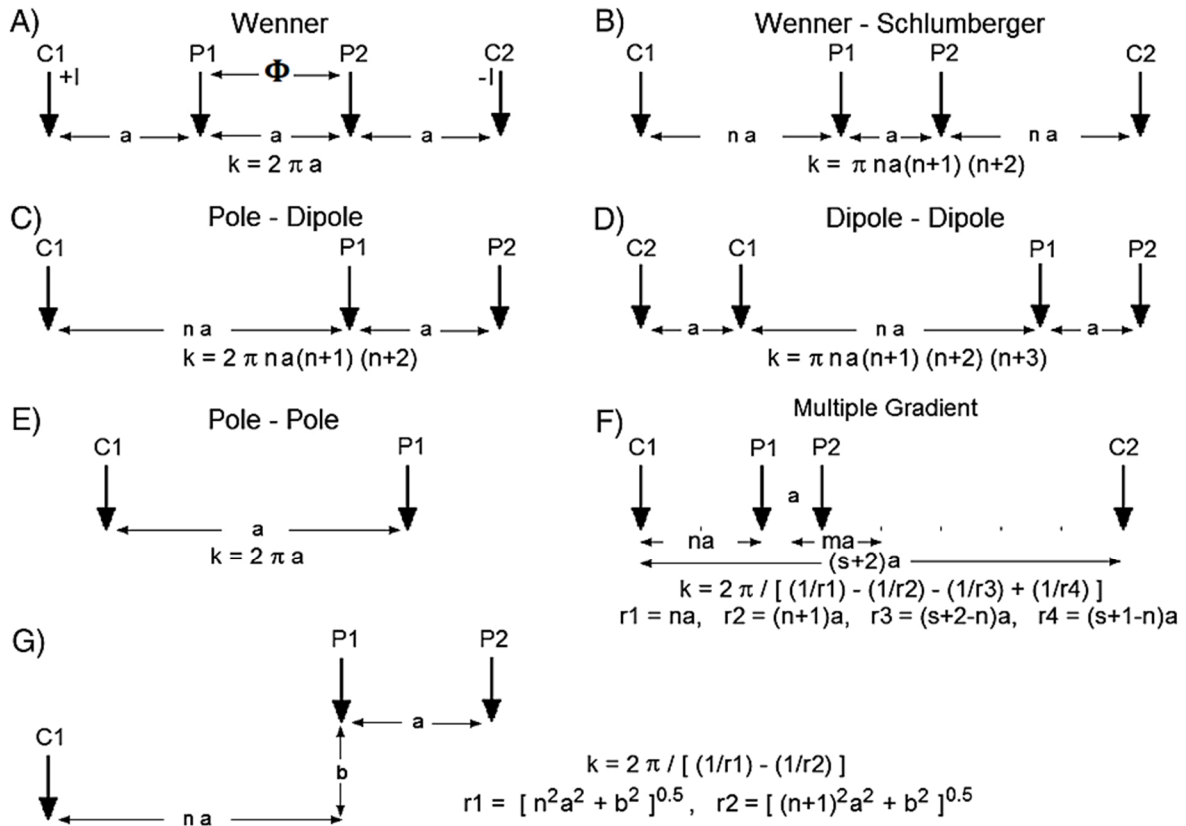 A) Wenner
C1 P1 P2 C2
+I Φ -I
a a a
k = 2 π a
B) Wenner - Schlumberger
C1 P1 P2 C2
n a a n a
k = π n a(n+1) (n+2)
C) Pole - Dipole
C1 P1 P2
n a a
k = 2 π n a(n+1) (n+2)
D) Dipole - Dipole
C2 C1 P1 P2
a n a a
k = π n a(n+1) (n+2) (n+3)
E) Pole - Pole
C1 P1
a
k = 2 π a
F) Multiple Gradient
C1 P1 P2 C2
a
na ma
(s+2)a
k = 2 π / [ (1/r1) - (1/r2) - (1/r3) + (1/r4) ]
r1 = na, r2 = (n+1)a, r3 = (s+2-n)a, r4 = (s+1-n)a
G)
P1 P2
a
C1
b
n a
k = 2 π / [ (1/r1) - (1/r2) ]
r1 = [ n²a² + b² ]^0.5 , r2 = [ (n+1)²a² + b² ]^0.5